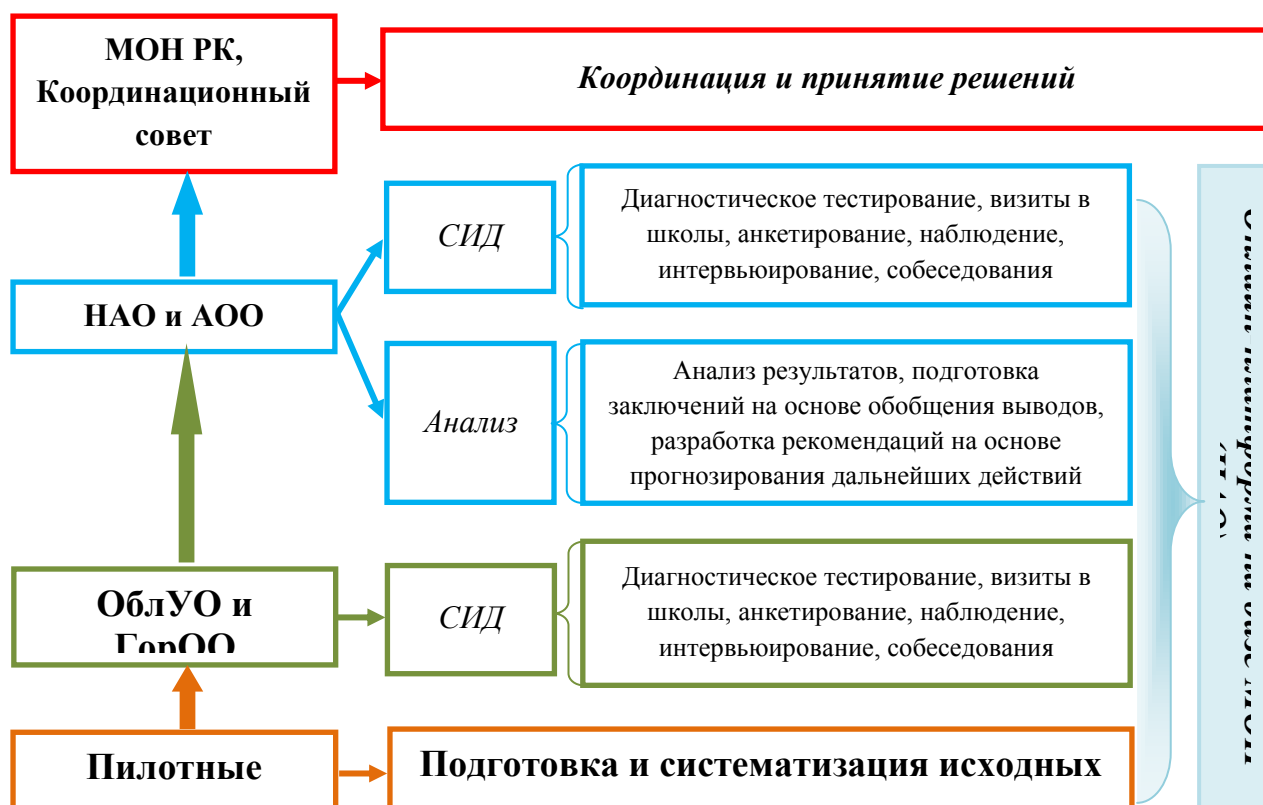 МОН РК,
Координационный
совет
Координация и принятие решений
СИД
Диагностическое тестирование, визиты в
школы, анкетирование, наблюдение,
интервьюирование, собеседования
НАО и АОО
Анализ
Анализ результатов, подготовка
заключений на основе обобщения выводов,
разработка рекомендаций на основе
прогнозирования дальнейших действий
ОблУО и
ГорОО
СИД
Диагностическое тестирование, визиты в
школы, анкетирование, наблюдение,
интервьюирование, собеседования
Пилотные
Подготовка и систематизация исходных